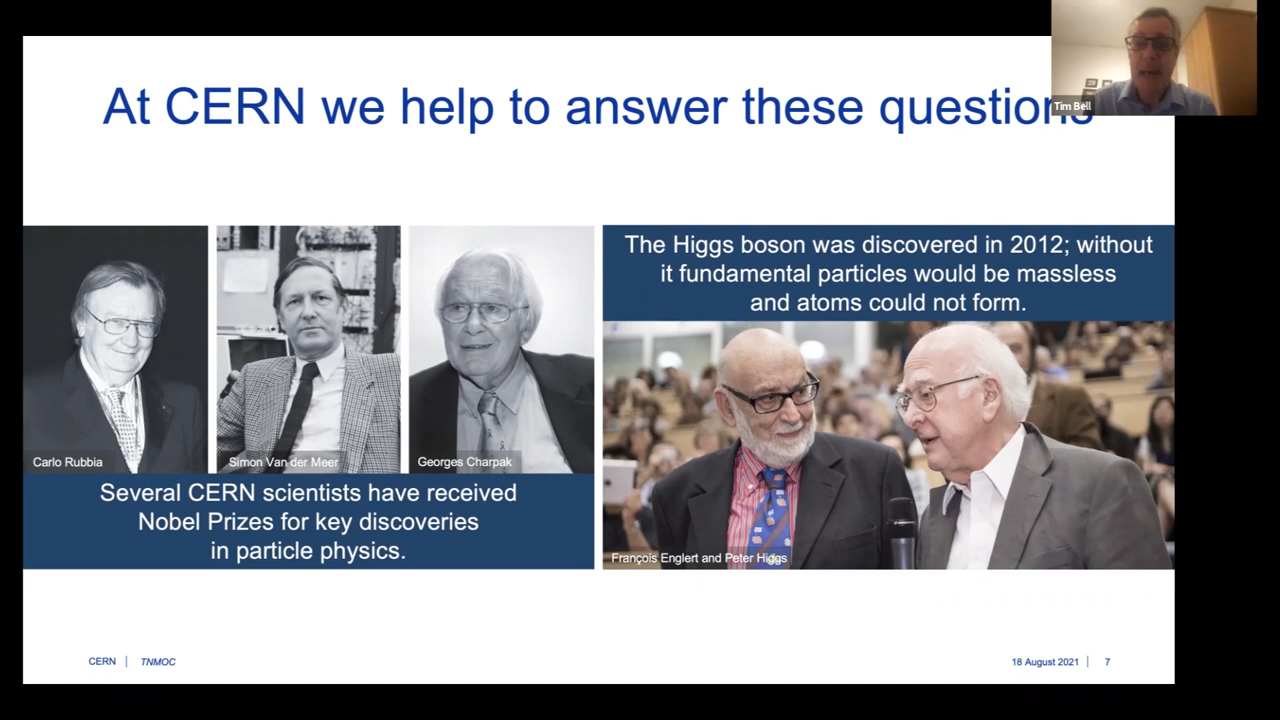 At CERN we help to answer these questions
Tim Bell
Carlo Rubbia
Simon Van der Meer
Georges Charpak
Several CERN scientists have received
Nobel Prizes for key discoveries
in particle physics.
The Higgs boson was discovered in 2012; without
it fundamental particles would be massless
and atoms could not form.
François Englert and Peter Higgs
CERN | TNMOC
18 August 2021 | 7